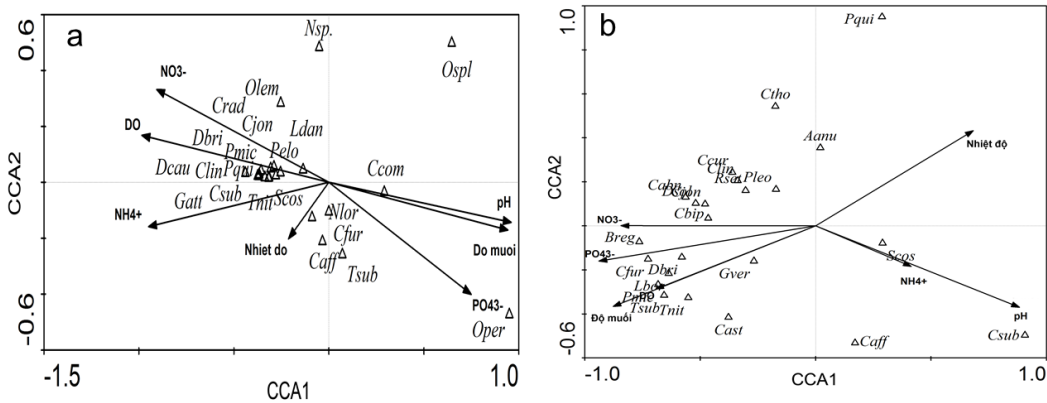 a
0.6
CCA2
-0.6
-1.5
CCA1
1.0
Nsp.
Ospl
NO3-
Olem
Crad
Cjon
DO
Ldan
Dbri
Pmic
Pelo
Dcau
Clin
Pqui
Ccom
Csub
Tnit
Scos
Gatt
NH4+
pH
Nlor
Do muoi
Nhiet do
Cfur
Caff
Tsub
PO43-
Oper
b
1.0
CCA2
-0.6
-1.0
CCA1
1.0
Pqui
Ctho
Aanu
Nhiệt độ
Ccur
Clin
Pleo
Cbip
NO3-
Breg
PO43-
Scos
Cfur
Dbri
Gver
NH4+
DO
Độ muối
Tsub
Tnit
pH
Cast
Caff
Csub